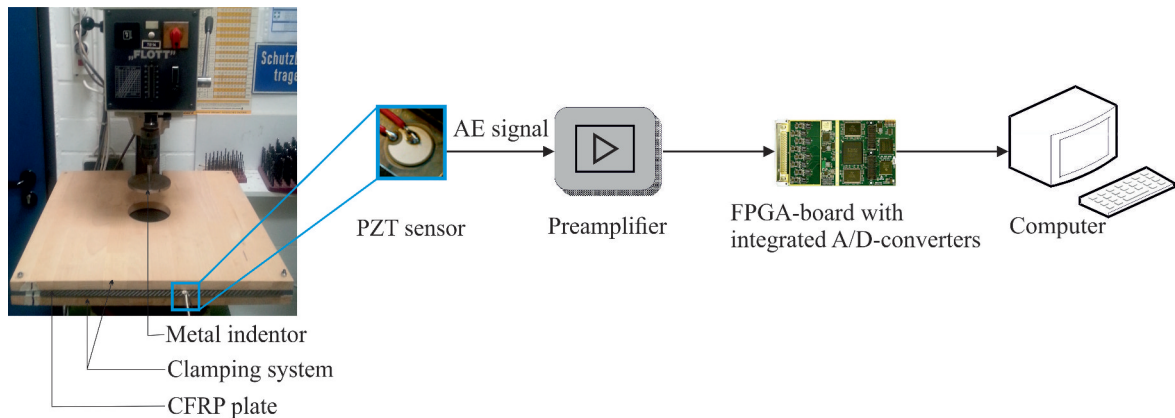 „FLOTT"
Schutzb
trage
AE signal
PZT sensor
Preamplifier
FPGA-board with
integrated A/D-converters
Computer
Metal indentor
Clamping system
CFRP plate